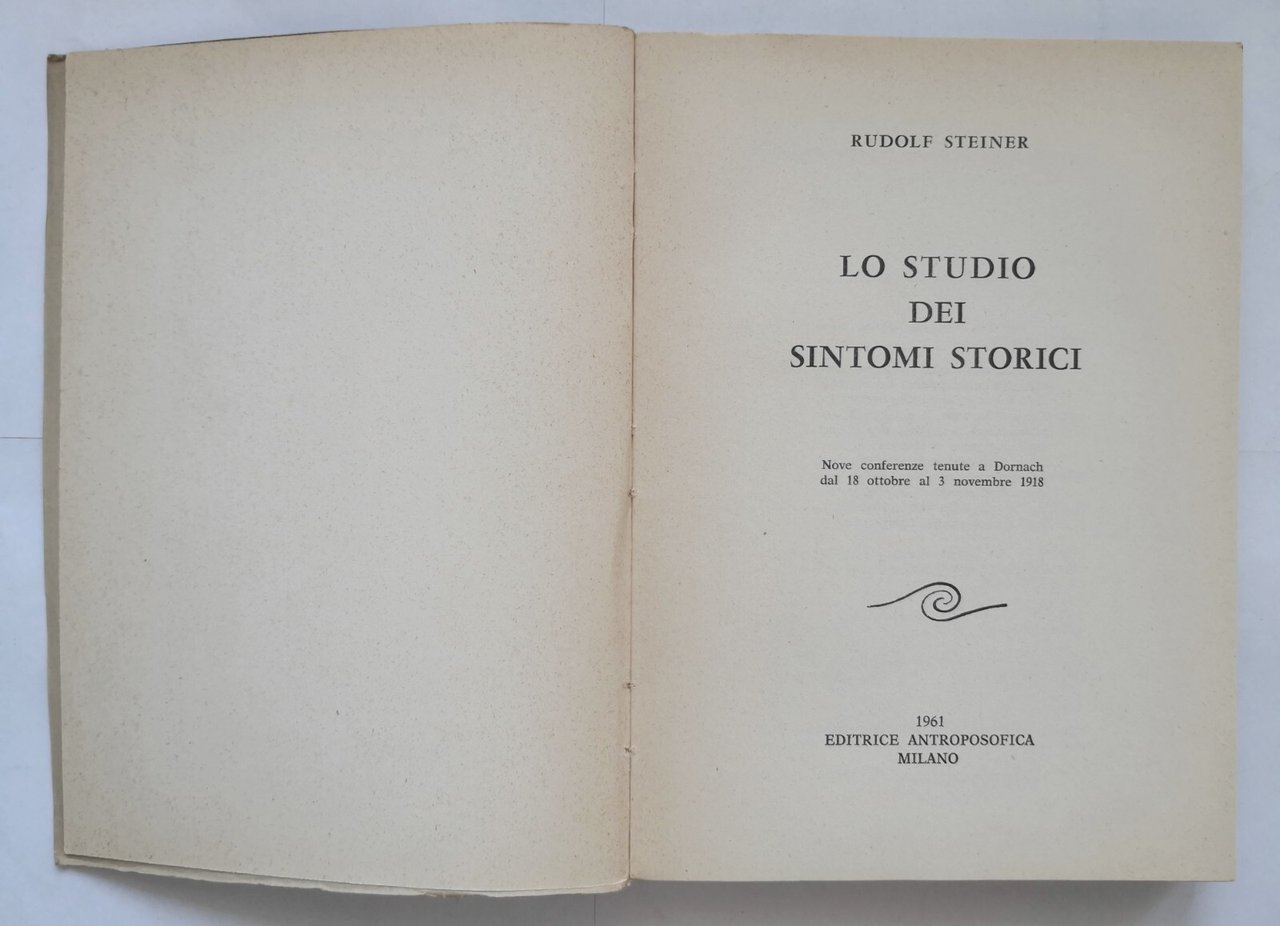 RUDOLF STEINER
LO STUDIO
DEI
SINTOMI STORICI
Nove conferenze tenute a Dornach
dal 18 ottobre al 3 novembre 1918
1961
EDITRICE ANTROPOSOFICA
MILANO